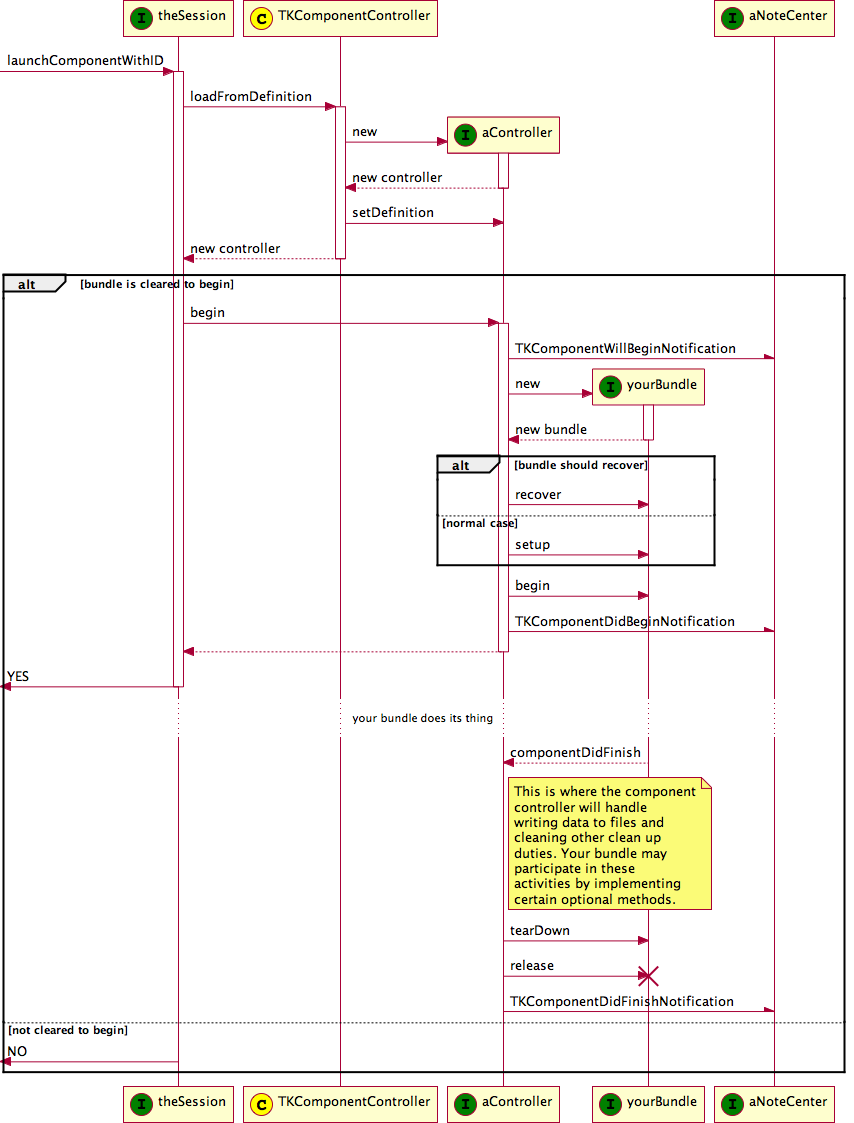 I theSession
C TKComponentController
I aNoteCenter
launchComponentWithID
loadFromDefinition
new
I aController
new controller
setDefinition
new controller
alt [bundle is cleared to begin]
begin
TKComponentWillBeginNotification
new
I yourBundle
new bundle
alt [bundle should recover]
recover
[normal case]
setup
begin
TKComponentDidBeginNotification
YES
your bundle does its thing
componentDidFinish
This is where the component
controller will handle
writing data to files and
cleaning other clean up
duties. Your bundle may
participate in these
activities by implementing
certain optional methods.
tearDown
release
TKComponentDidFinishNotification
[not cleared to begin]
NO
I theSession
C TKComponentController
I aController
I yourBundle
I aNoteCenter